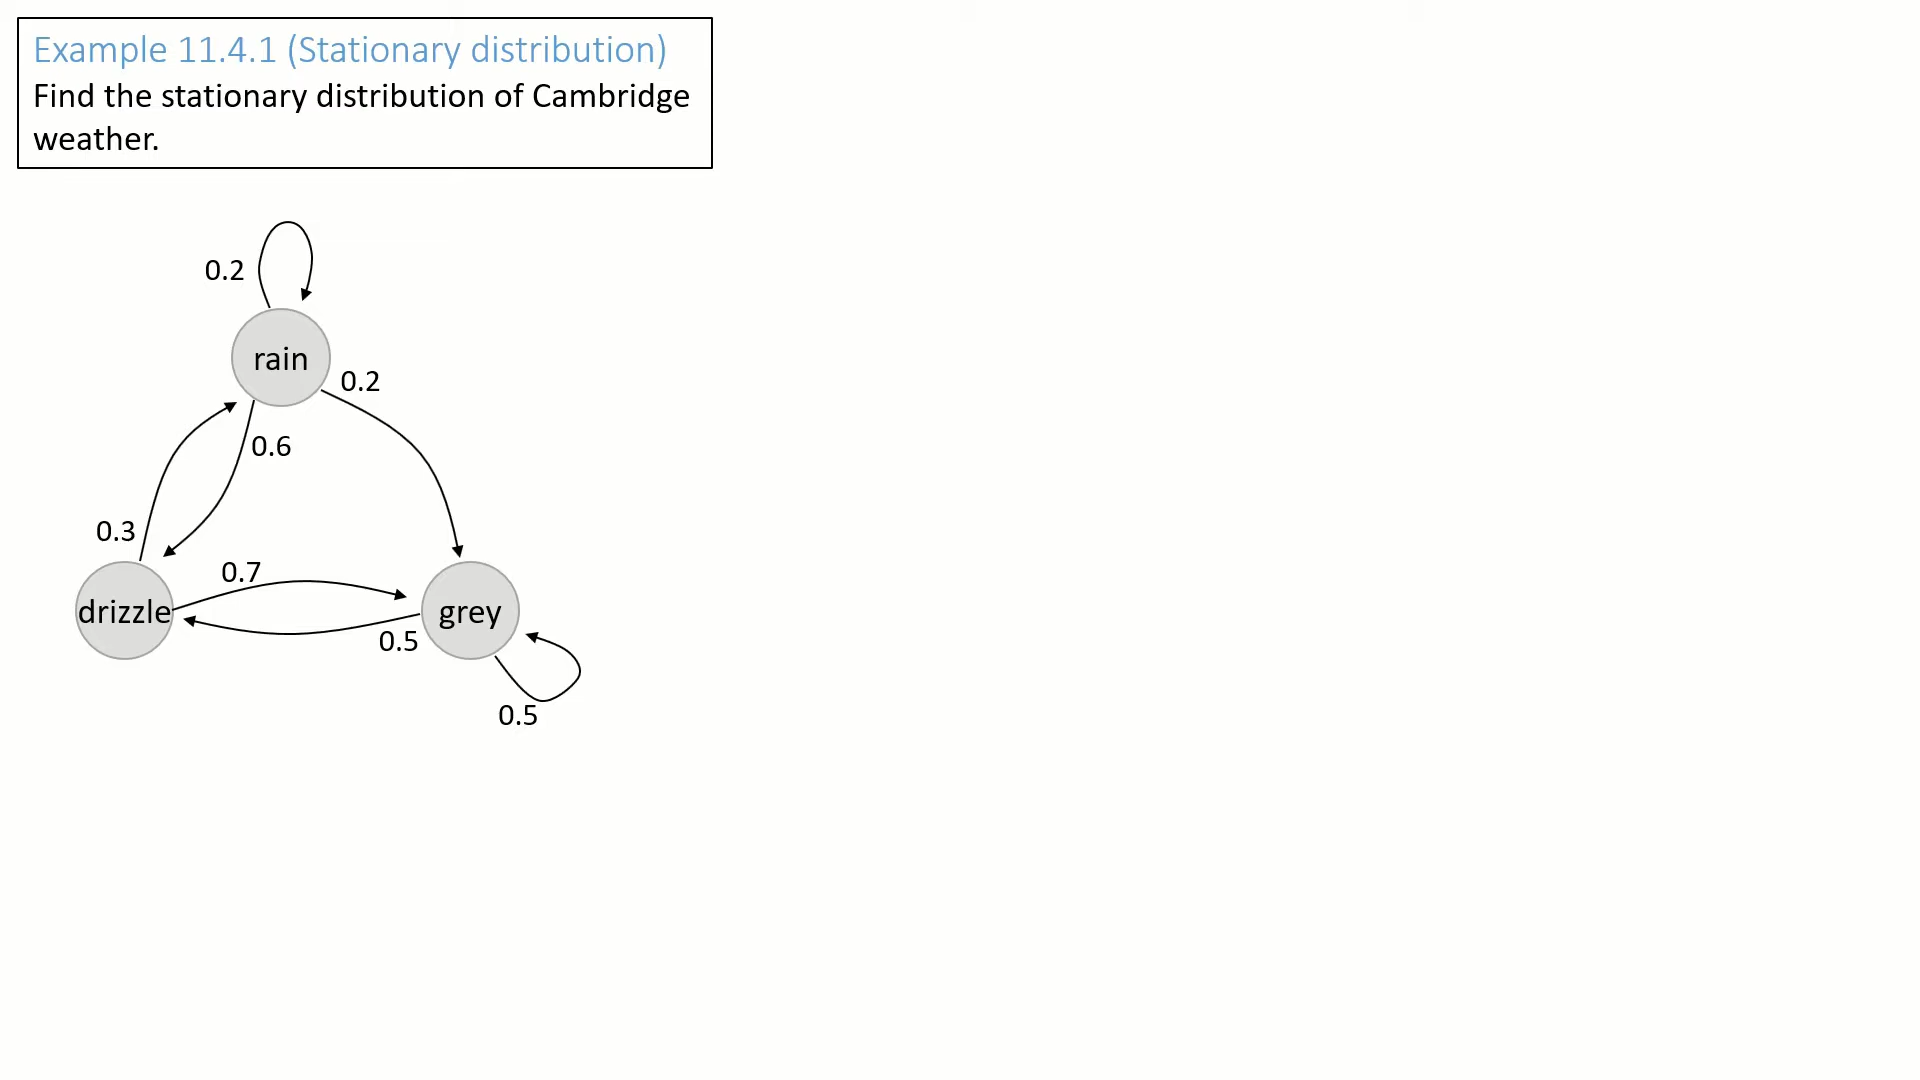 Example 11.4.1 (Stationary distribution)
Find the stationary distribution of Cambridge
weather.
0.2
rain
0.2
0.6
0.3
0.7
drizzle
grey
0.5
0.5